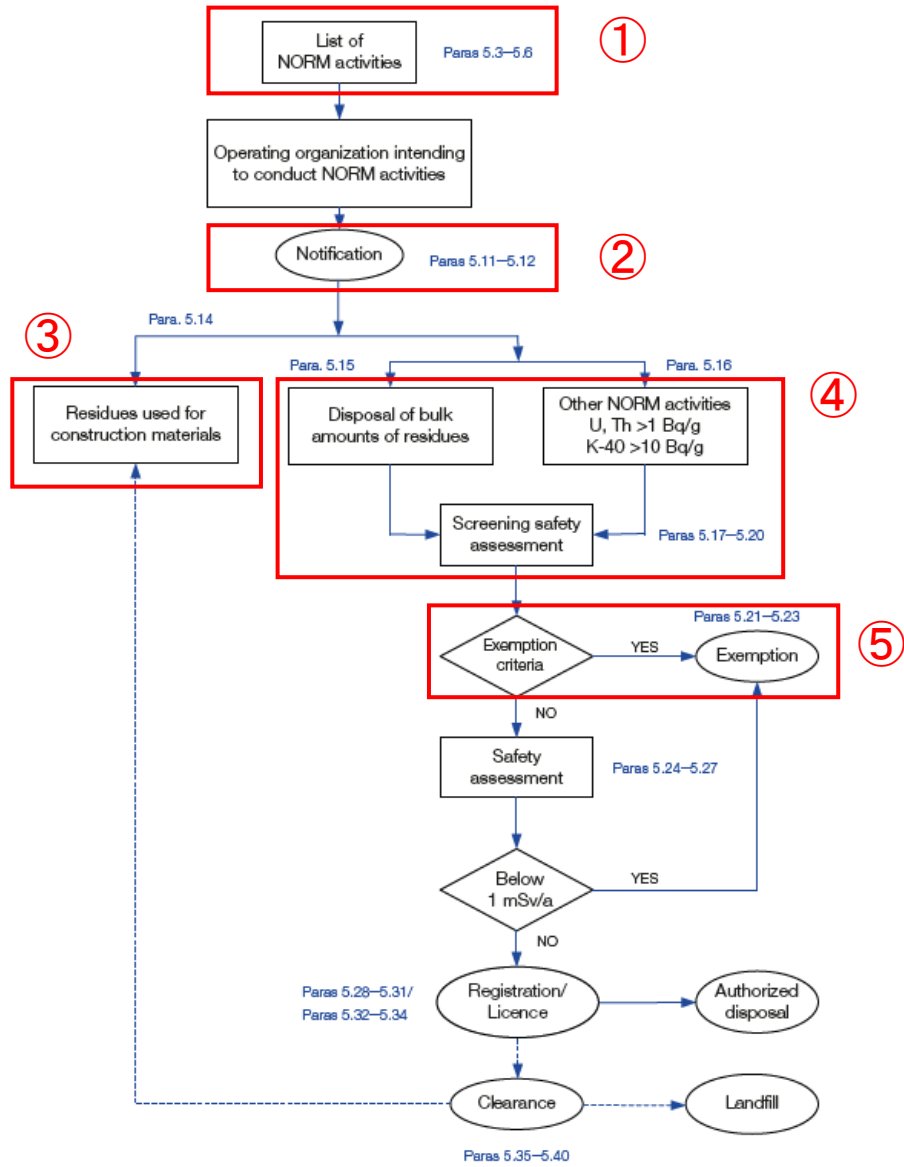 ①
List of
NORM activities
Paras 5.3–5.6
Operating organization intending
to conduct NORM activities
②
Notification
Paras 5.11–5.12
③
Para. 5.14
Para. 5.15
Para. 5.16
④
Residues used for
construction materials
Disposal of bulk
amounts of residues
Other NORM activities
U, Th >1 Bq/g
K-40 >10 Bq/g
Screening safety
assessment
Paras 5.17–5.20
Paras 5.21–5.23
⑤
Exemption
criteria
YES
Exemption
NO
Safety
assessment
Paras 5.24–5.27
Below
1 mSv/a
YES
NO
Paras 5.28–5.31/
Paras 5.32–5.34
Registration/
Licence
Authorized
disposal
Clearance
Landfill
Paras 5.35–5.40